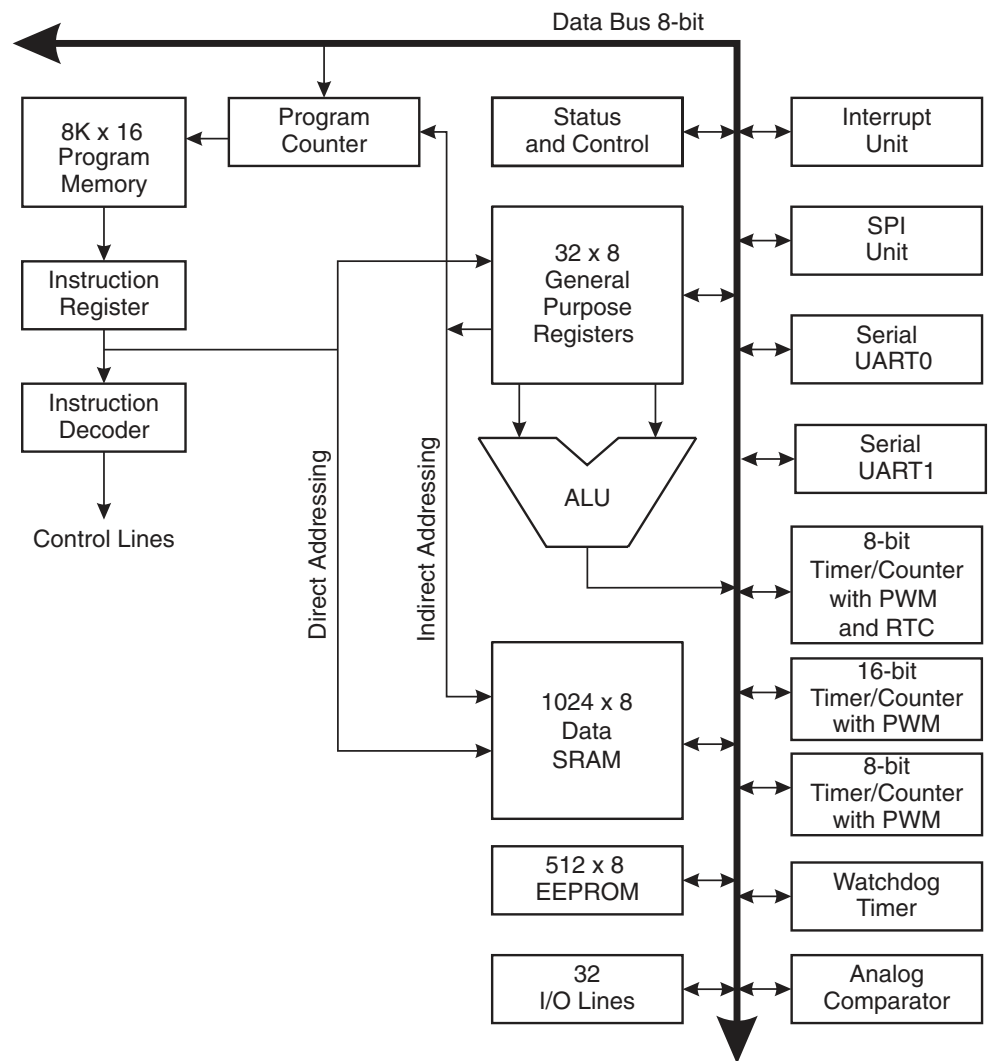 Data Bus 8-bit
8K x 16
Program
Memory
Program
Counter
Status
and Control
Interrupt
Unit
Instruction
Register
32 x 8
General
Purpose
Registers
SPI
Unit
Serial
UART0
Instruction
Decoder
Serial
UART1
Control Lines
Direct Addressing
Indirect Addressing
ALU
8-bit
Timer/Counter
with PWM
and RTC
1024 x 8
Data
SRAM
16-bit
Timer/Counter
with PWM
8-bit
Timer/Counter
with PWM
512 x 8
EEPROM
Watchdog
Timer
32
I/O Lines
Analog
Comparator